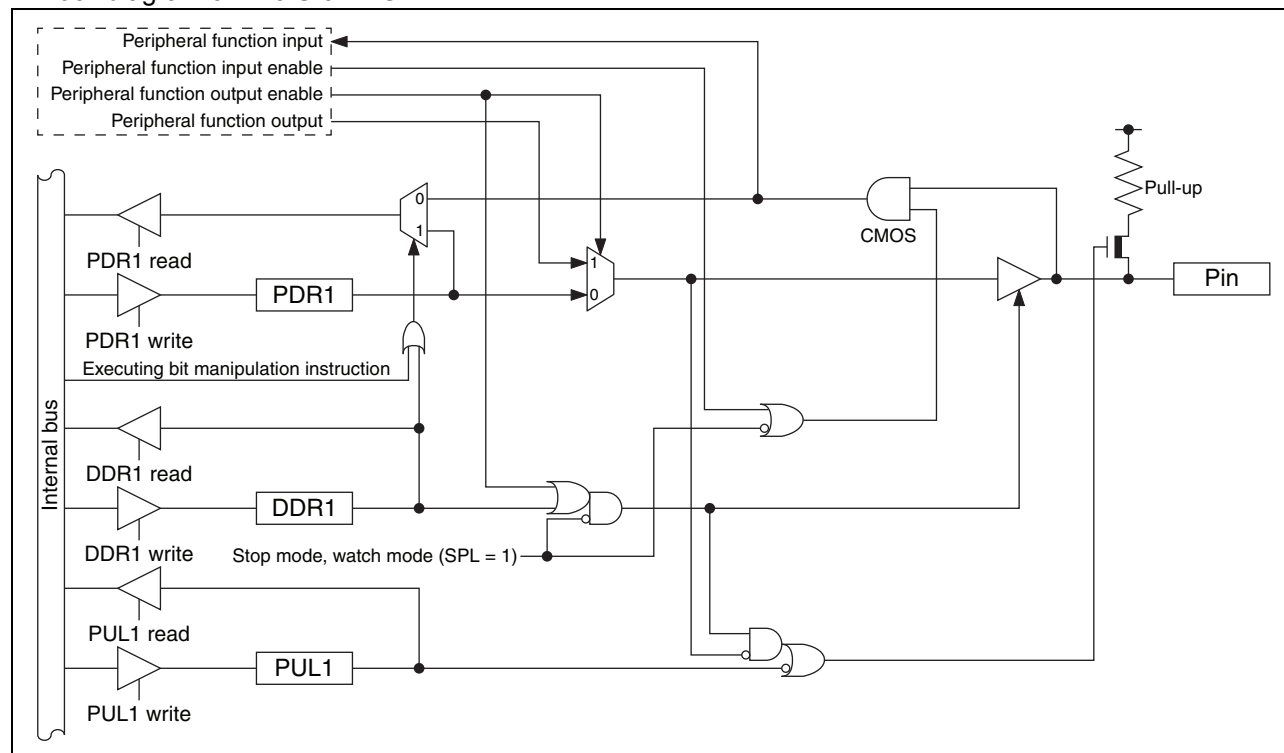 Peripheral function input
Peripheral function input enable
Peripheral function output enable
Peripheral function output
Pull-up
0
1
CMOS
PDR1 read
1
0
PDR1
Pin
PDR1 write
Executing bit manipulation instruction
Internal bus
DDR1 read
DDR1
DDR1 write
Stop mode, watch mode (SPL = 1)
PUL1 read
PUL1
PUL1 write